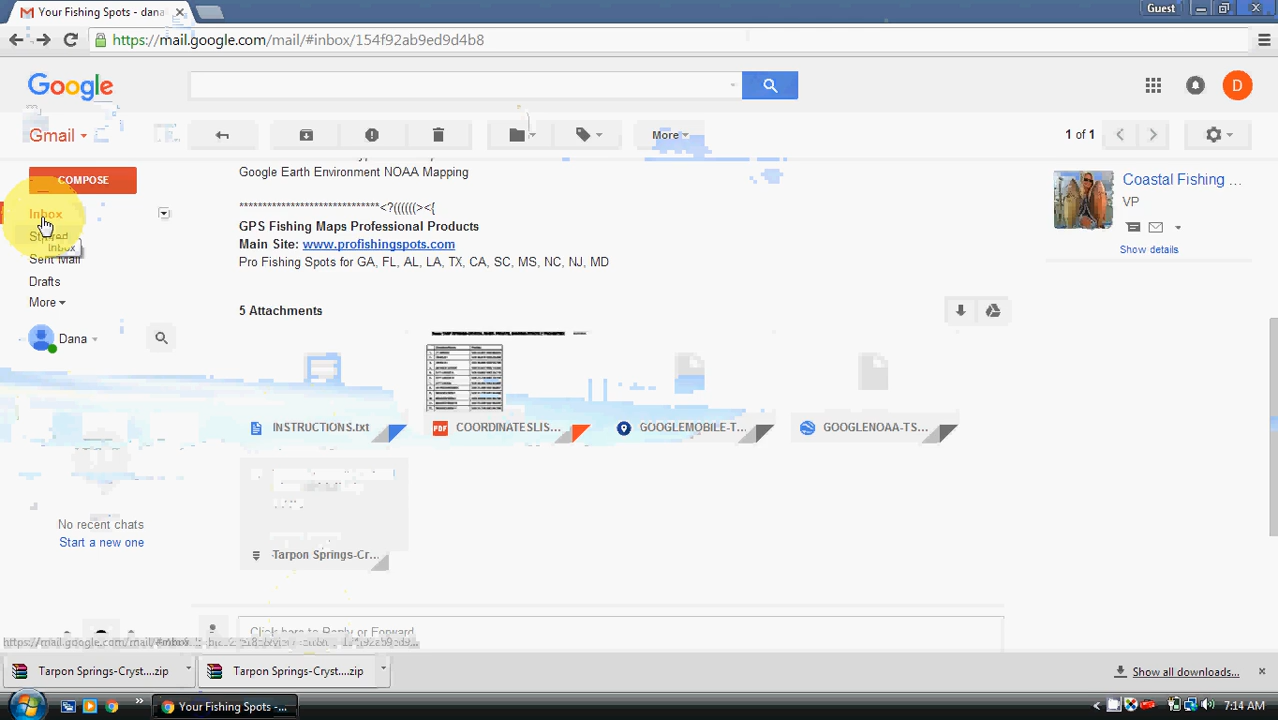 Your Fishing Spots - dana
Guest
https://mail.google.com/mail/#inbox/154f92ab9ed9d4b8
Google
D
Gmail
More
1 of 1
COMPOSE
Inbox
Starred
Inbox
Sent Mail
Drafts
More
Dana
No recent chats
Start a new one
Google Earth Environment NOAA Mapping
****************************<?((((((><{
GPS Fishing Maps Professional Products
Main Site: www.profishingspots.com
Pro Fishing Spots for GA, FL, AL, LA, TX, CA, SC, MS, NC, NJ, MD
5 Attachments
INSTRUCTIONS.txt
PDF COORDINATESLIS...
GOOGLEMOBILE-T...
GOOGLENOAA-TS...
Tarpon Springs-Cr...
Click here to Reply or Forward
Coastal Fishing ...
VP
Show details
Tarpon Springs-Cryst....zip
Tarpon Springs-Cryst....zip
Show all downloads...
Your Fishing Spots - ...
7:14 AM